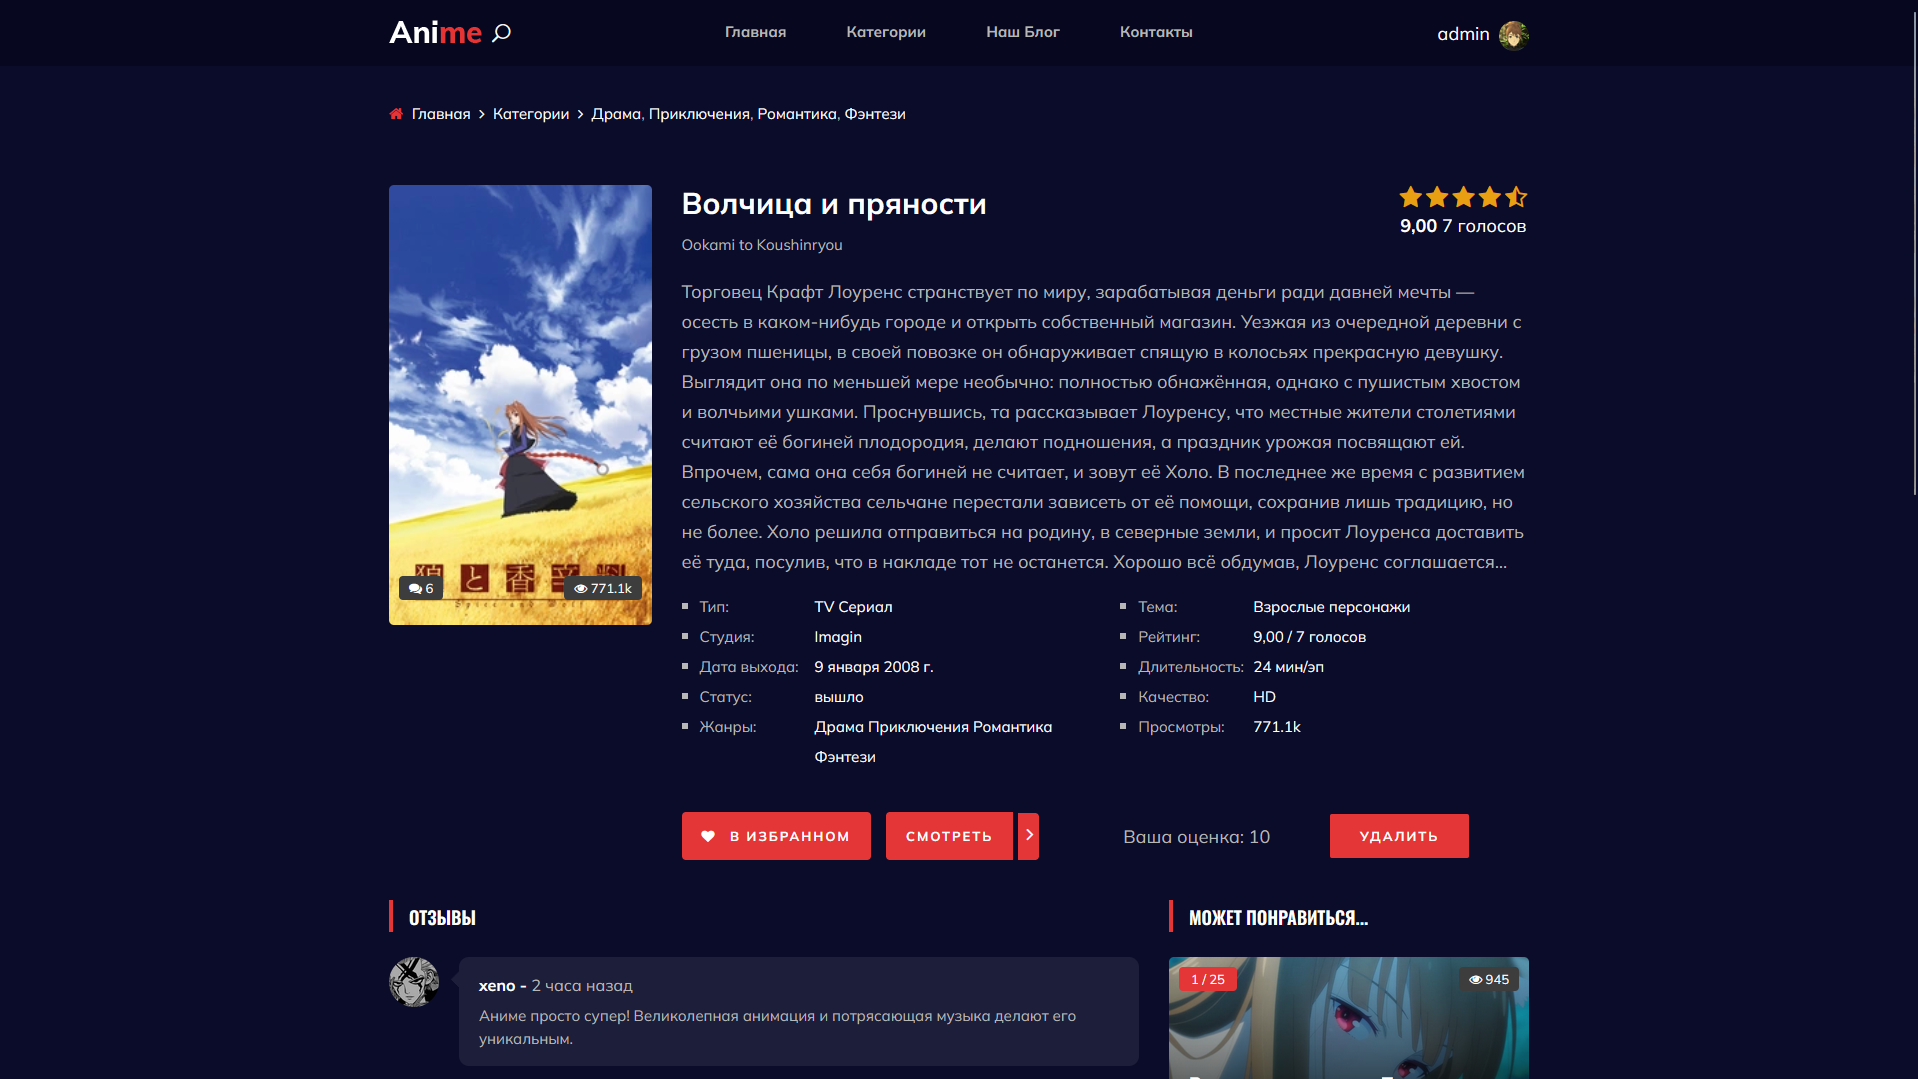 Anime
Главная
Категории
Наш Блог
Контакты
admin
Главная
Категории
Драма, Приключения, Романтика, Фэнтези
狼と香辛料
Spice and Wolf
6
771.1k
Волчица и пряности
Ookami to Koushinryou
9,00 7 голосов
Торговец Крафт Лоуренс странствует по миру, зарабатывая деньги ради давней мечты —
осесть в каком-нибудь городе и открыть собственный магазин. Уезжая из очередной деревни с
грузом пшеницы, в своей повозке он обнаруживает спящую в колосьях прекрасную девушку.
Выглядит она по меньшей мере необычно: полностью обнажённая, однако с пушистым хвостом
и волчьими ушками. Проснувшись, та рассказывает Лоуренсу, что местные жители столетиями
считают её богиней плодородия, делают подношения, а праздник урожая посвящают ей.
Впрочем, сама она себя богиней не считает, и зовут её Холо. В последнее же время с развитием
сельского хозяйства сельчане перестали зависеть от её помощи, сохранив лишь традицию, но
не более. Холо решила отправиться на родину, в северные земли, и просит Лоуренса доставить
её туда, посулив, что в накладе тот не останется. Хорошо всё обдумав, Лоуренс соглашается...
Тип: TV Сериал
Студия: Imagin
Дата выхода: 9 января 2008 г.
Статус: вышло
Жанры: Драма Приключения Романтика
Фэнтези
Тема: Взрослые персонажи
Рейтинг: 9,00 / 7 голосов
Длительность: 24 мин/эп
Качество: HD
Просмотры: 771.1k
В ИЗБРАННОМ
СМОТРЕТЬ
Ваша оценка: 10
УДАЛИТЬ
ОТЗЫВЫ
xeno - 2 часа назад
Аниме просто супер! Великолепная анимация и потрясающая музыка делают его
уникальным.
МОЖЕТ ПОНРАВИТЬСЯ...
1 / 25
945